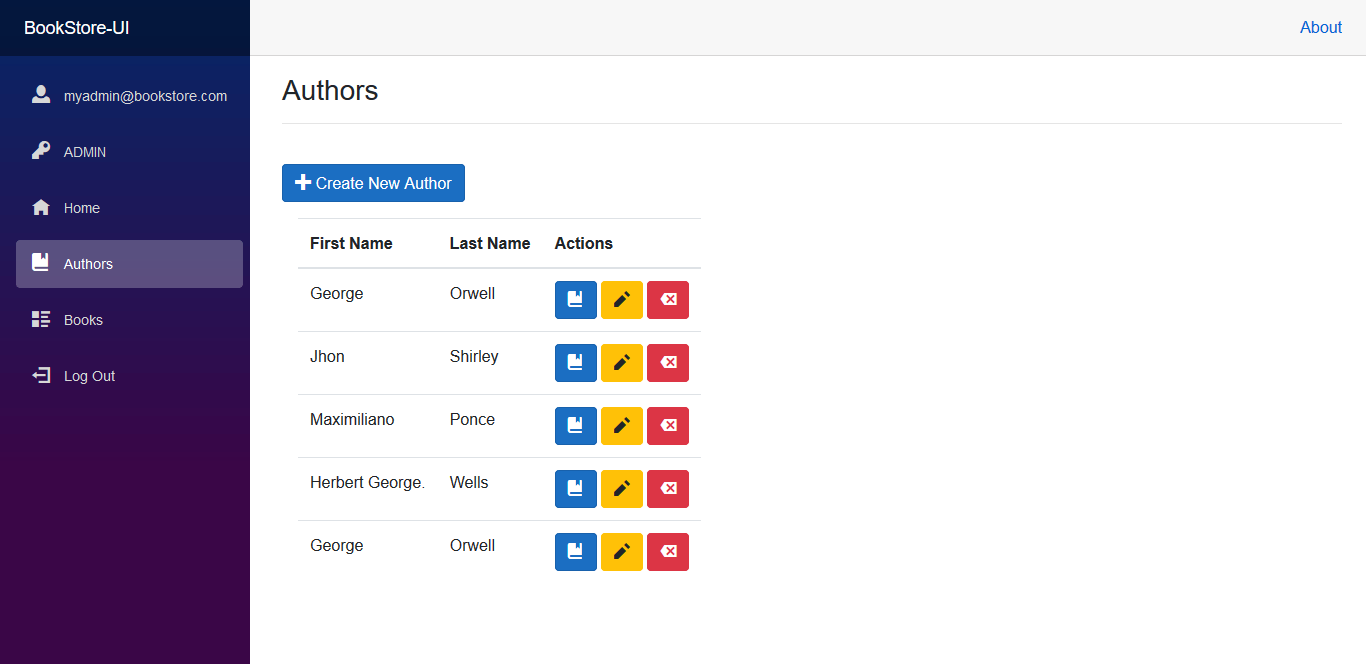 BookStore-UI
About
myadmin@bookstore.com
ADMIN
Home
Authors
Books
Log Out
Authors
Create New Author
First Name Last Name Actions
George Orwell
Jhon Shirley
Maximiliano Ponce
Herbert George. Wells
George Orwell